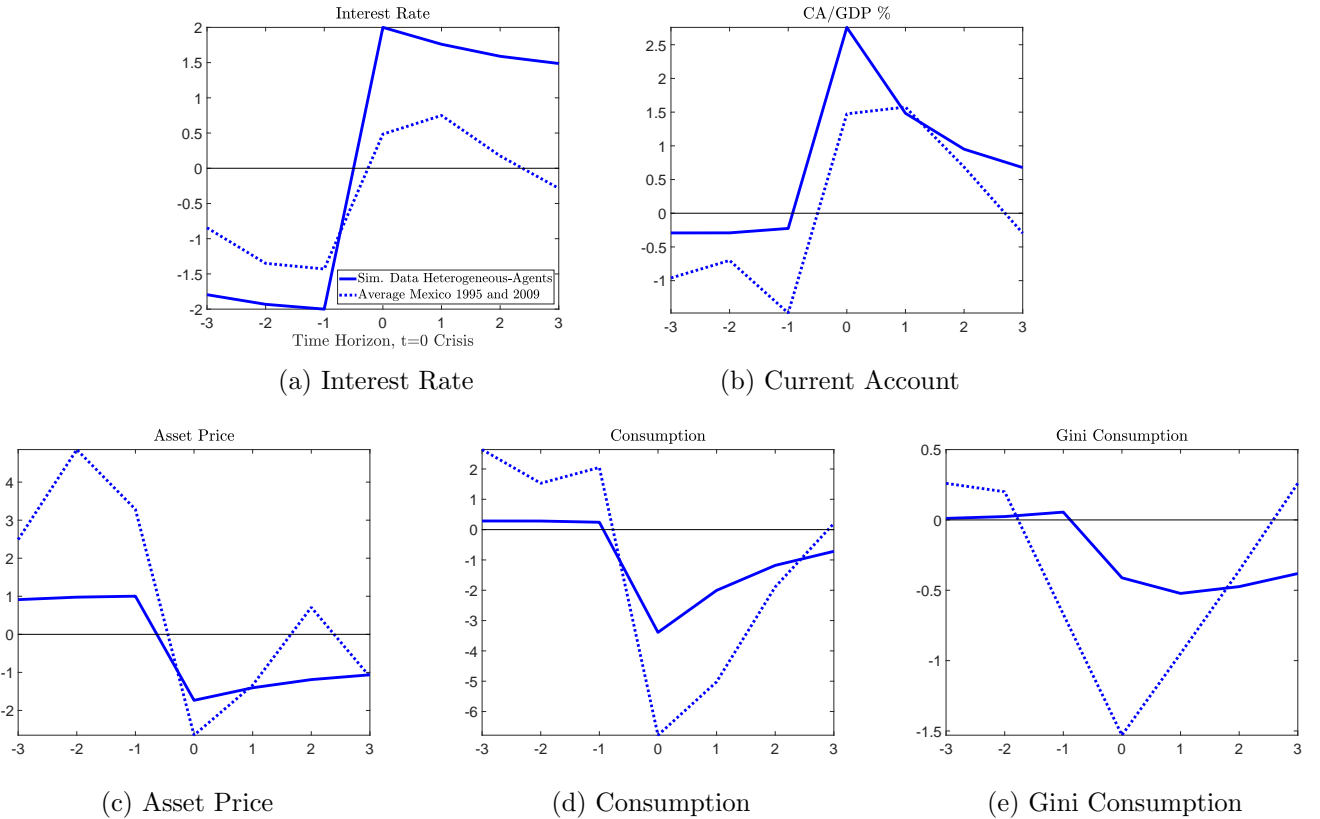 Interest Rate
2
1.5
1
0.5
0
-0.5
-1
-1.5
-2
Sim. Data Heterogeneous-Agents
Average Mexico 1995 and 2009
-3 -2 -1 0 1 2 3
Time Horizon, t=0 Crisis
(a) Interest Rate
CA/GDP %
2.5
2
1.5
1
0.5
0
-0.5
-1
-3 -2 -1 0 1 2 3
(b) Current Account
Asset Price
4
3
2
1
0
-1
-2
-3 -2 -1 0 1 2 3
(c) Asset Price
Consumption
2
1
0
-1
-2
-3
-4
-5
-6
-3 -2 -1 0 1 2 3
(d) Consumption
Gini Consumption
0.5
0
-0.5
-1
-1.5
-3 -2 -1 0 1 2 3
(e) Gini Consumption